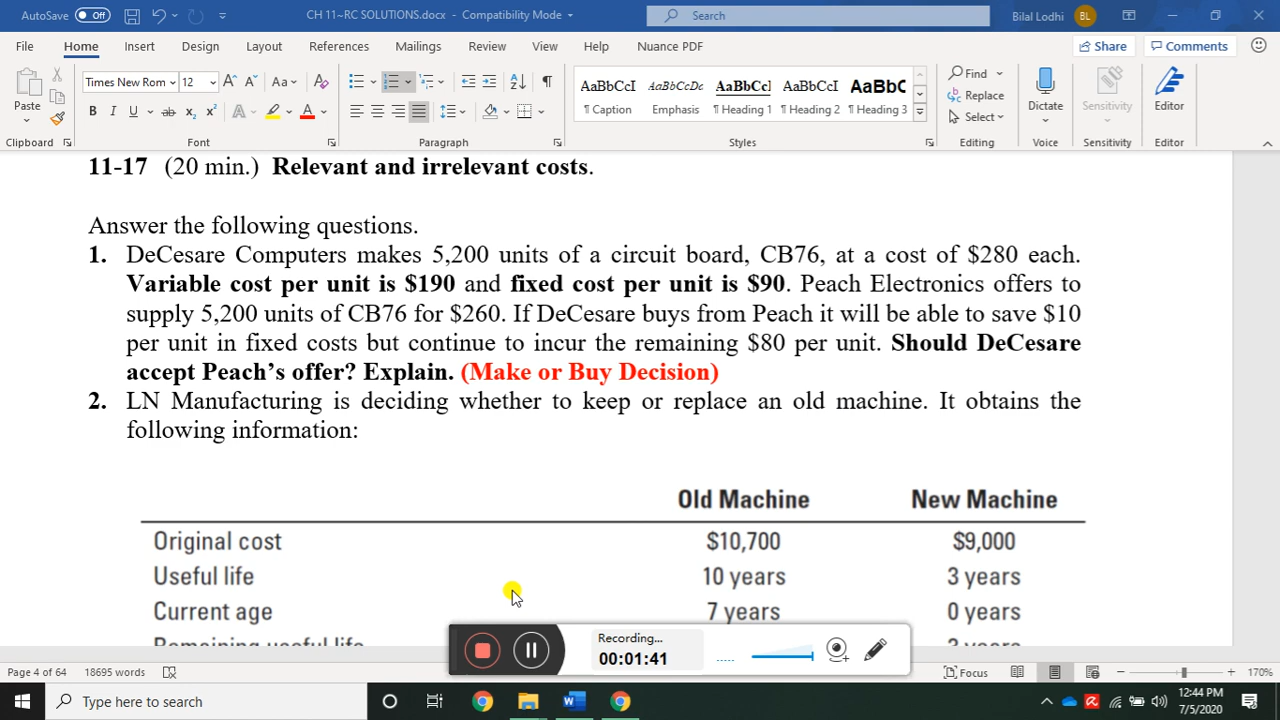 AutoSave Off CH 11~RC SOLUTIONS.docx - Compatibility Mode Search Bilal Lodhi BL
File Home Insert Design Layout References Mailings Review View Help Nuance PDF Share Comments
Times New Rom 12 Aa AaBbCcI AaBbCcDc AaBbCcI AaBbCcI AaBbC Find
Paste B I U ab x₂ x² A A Caption Emphasis Heading 1 Heading 2 Heading 3 Replace Select Dictate Sensitivity Editor
Clipboard Font Paragraph Styles Editing Voice Sensitivity Editor
11-17 (20 min.) Relevant and irrelevant costs.
Answer the following questions.
1. DeCesare Computers makes 5,200 units of a circuit board, CB76, at a cost of $280 each.
Variable cost per unit is $190 and fixed cost per unit is $90. Peach Electronics offers to
supply 5,200 units of CB76 for $260. If DeCesare buys from Peach it will be able to save $10
per unit in fixed costs but continue to incur the remaining $80 per unit. Should DeCesare
accept Peach’s offer? Explain. (Make or Buy Decision)
2. LN Manufacturing is deciding whether to keep or replace an old machine. It obtains the
following information:
Old Machine New Machine
Original cost $10,700 $9,000
Useful life 10 years 3 years
Current age 7 years 0 years
Remaining useful life
Recording...
00:01:41
Page 4 of 64 18695 words Focus 170%
Type here to search 12:44 PM
7/5/2020